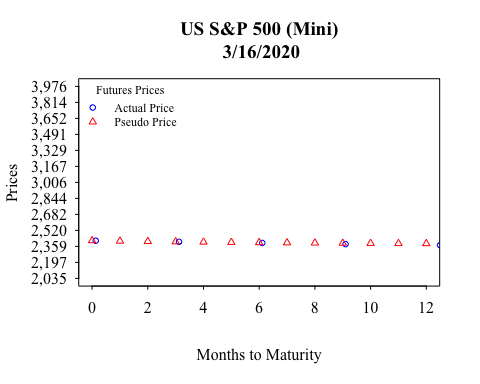 US S&P 500 (Mini)
3/16/2020
Futures Prices
Actual Price
Pseudo Price
Prices
3,976
3,814
3,652
3,491
3,329
3,167
3,006
2,844
2,682
2,520
2,359
2,197
2,035
0 2 4 6 8 10 12
Months to Maturity